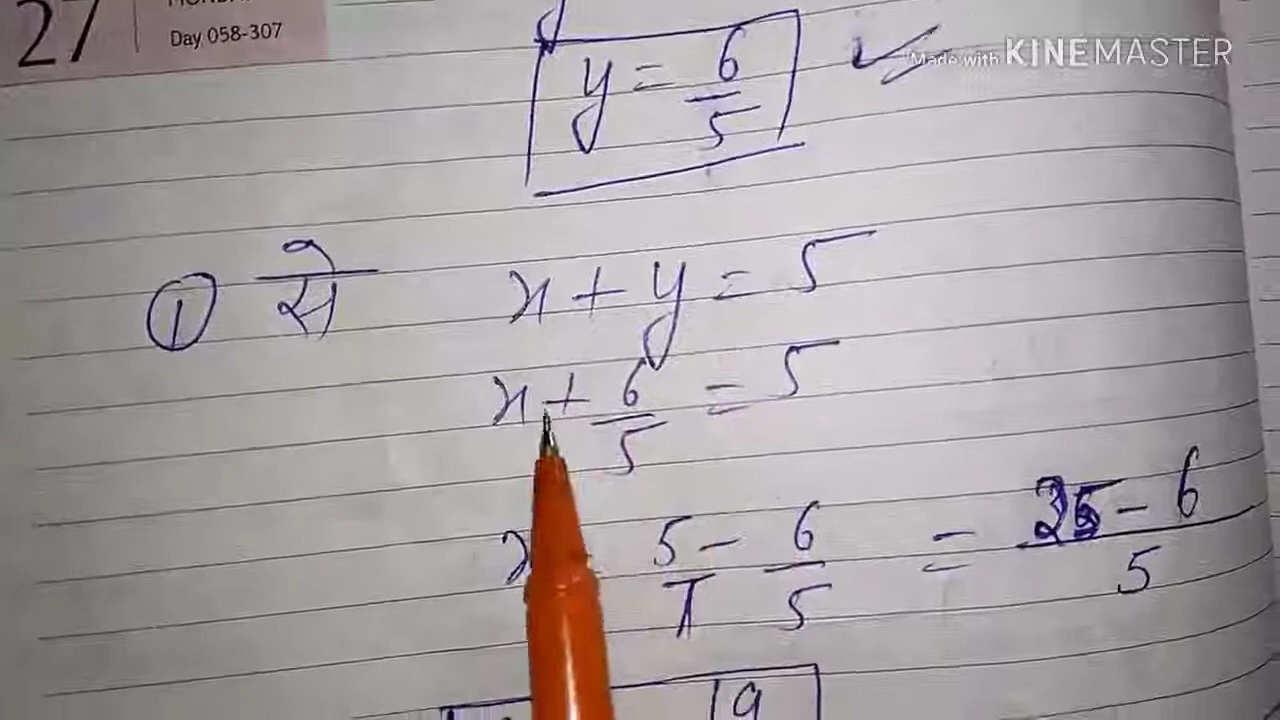 27
Day 058-307
Made with KINEMASTER
y = 6/5
① से x + y = 5
x + 6/5 = 5
5/1 - 6/5 = 25 - 6/5